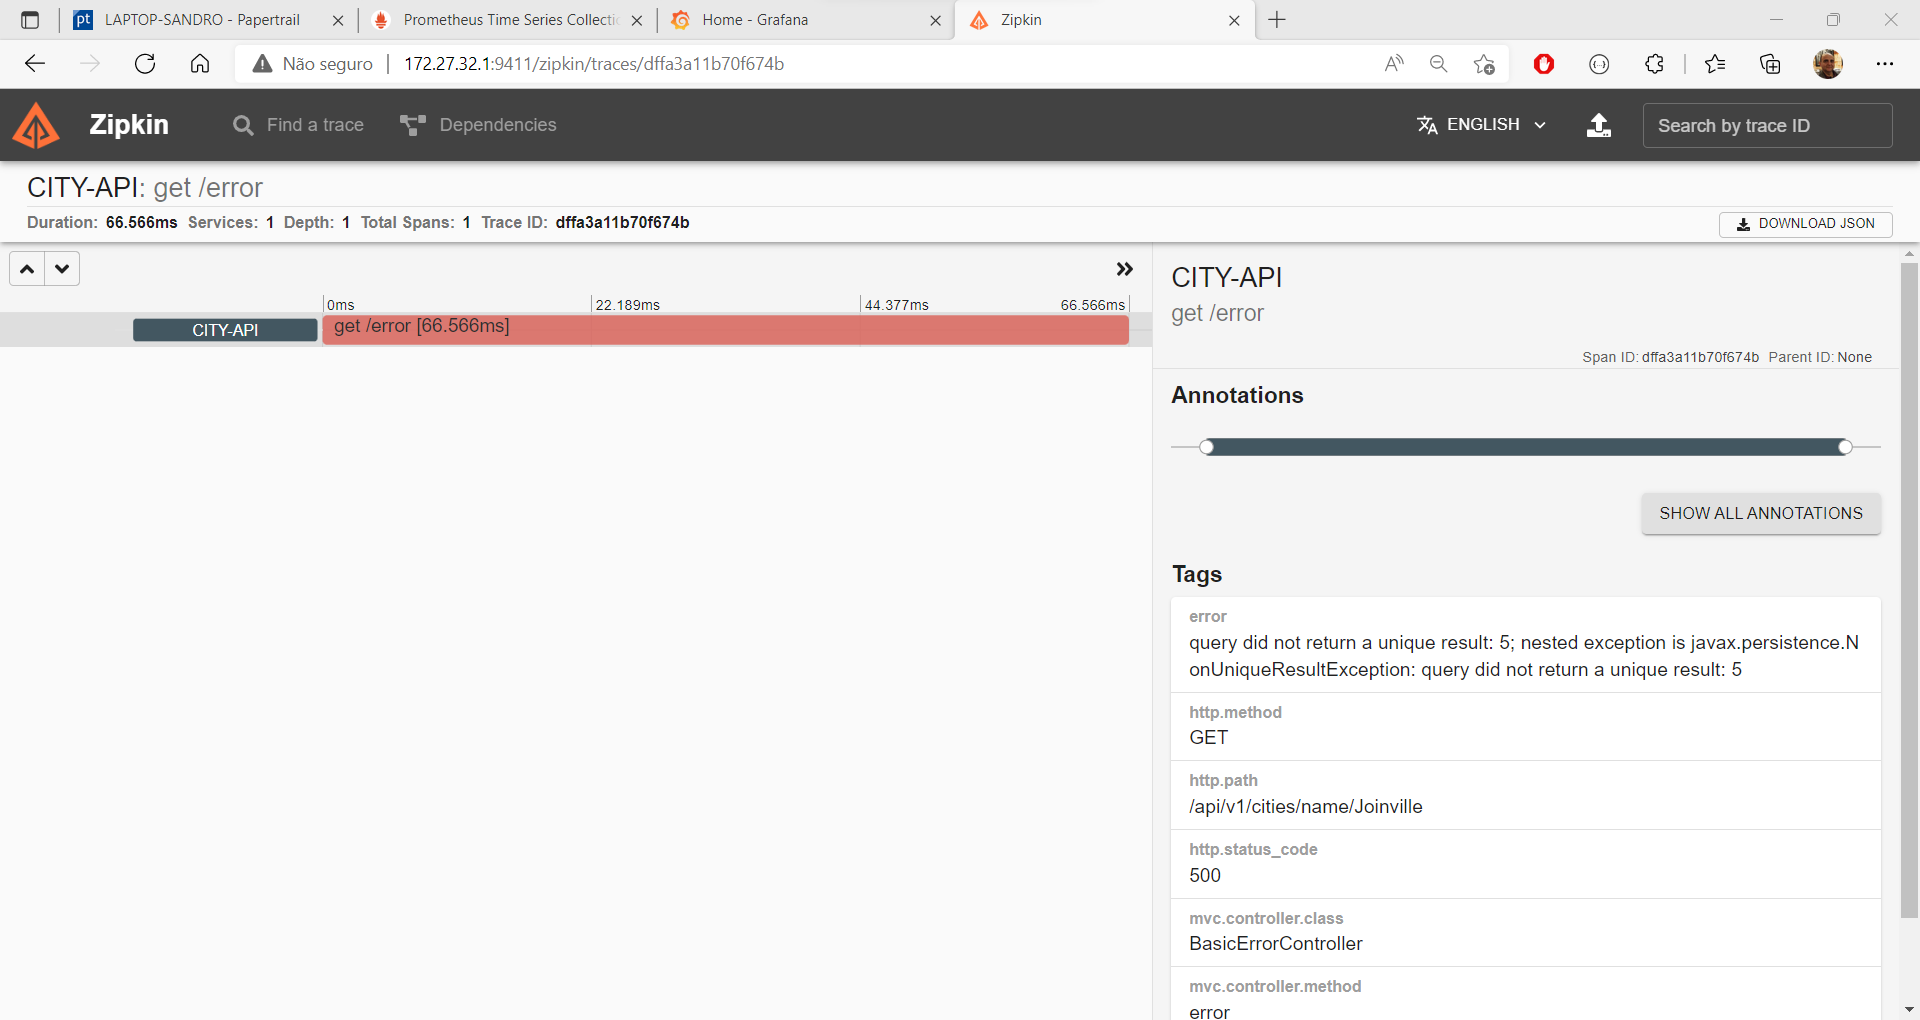 LAPTOP-SANDRO - Papertrail
Prometheus Time Series Collectio
Home - Grafana
Zipkin
Não seguro
172.27.32.1:9411/zipkin/traces/dffa3a11b70f674b
Zipkin
Find a trace
Dependencies
ENGLISH
Search by trace ID
CITY-API: get /error
Duration: 66.566ms Services: 1 Depth: 1 Total Spans: 1 Trace ID: dffa3a11b70f674b
DOWNLOAD JSON
0ms
22.189ms
44.377ms
66.566ms
CITY-API
get /error [66.566ms]
CITY-API
get /error
Span ID: dffa3a11b70f674b Parent ID: None
Annotations
SHOW ALL ANNOTATIONS
Tags
error
query did not return a unique result: 5; nested exception is javax.persistence.N
onUniqueResultException: query did not return a unique result: 5
http.method
GET
http.path
/api/v1/cities/name/Joinville
http.status_code
500
mvc.controller.class
BasicErrorController
mvc.controller.method
error